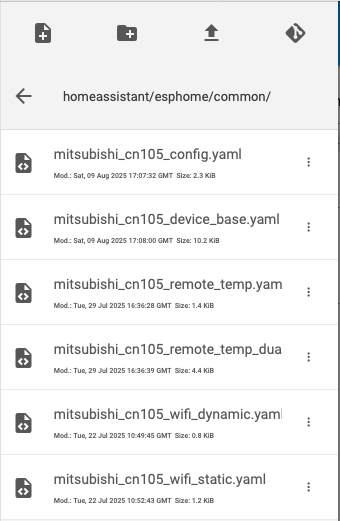 homeassistant/esphome/common/
mitsubishi_cn105_config.yaml
Mod.: Sat, 09 Aug 2025 17:07:32 GMT Size: 2.3 KiB
mitsubishi_cn105_device_base.yaml
Mod.: Sat, 09 Aug 2025 17:08:00 GMT Size: 10.2 KiB
mitsubishi_cn105_remote_temp.yam
Mod.: Tue, 29 Jul 2025 16:36:28 GMT Size: 1.4 KiB
mitsubishi_cn105_remote_temp_dua
Mod.: Tue, 29 Jul 2025 16:36:39 GMT Size: 4.4 KiB
mitsubishi_cn105_wifi_dynamic.yaml
Mod.: Tue, 22 Jul 2025 10:49:45 GMT Size: 0.8 KiB
mitsubishi_cn105_wifi_static.yaml
Mod.: Tue, 22 Jul 2025 10:52:43 GMT Size: 1.2 KiB